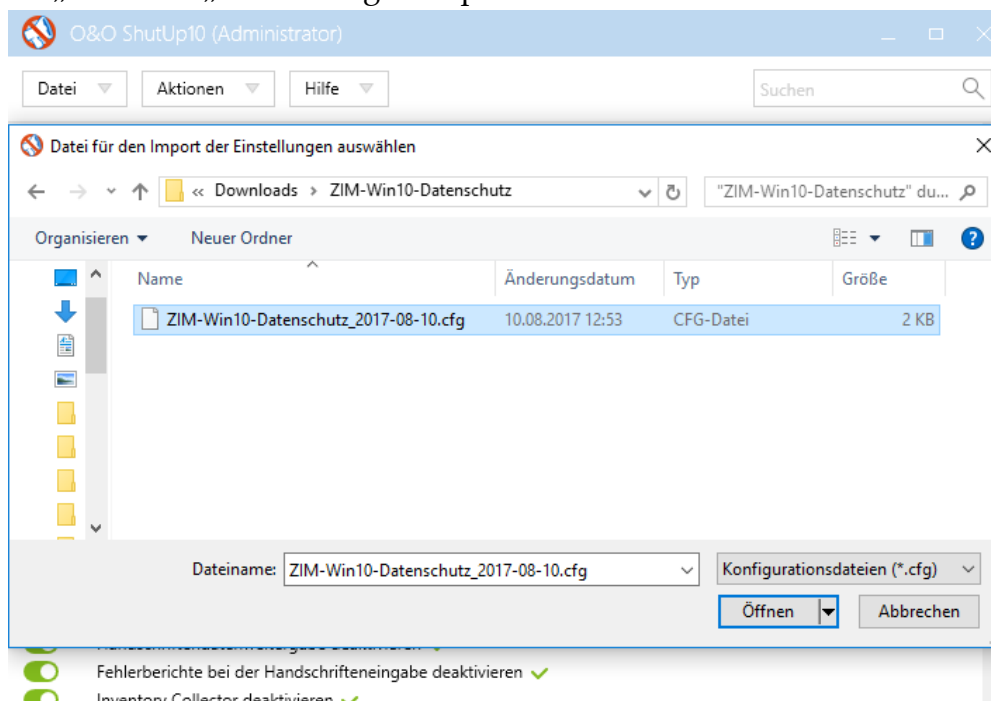 O&O ShutUp10 (Administrator)
Datei Aktionen Hilfe Suchen
Datei für den Import der Einstellungen auswählen
« Downloads › ZIM-Win10-Datenschutz "ZIM-Win10-Datenschutz" du...
Organisieren Neuer Ordner
Name Änderungsdatum Typ Größe
ZIM-Win10-Datenschutz_2017-08-10.cfg 10.08.2017 12:53 CFG-Datei 2 KB
Dateiname: ZIM-Win10-Datenschutz_2017-08-10.cfg Konfigurationsdateien (*.cfg)
Öffnen Abbrechen
Fehlerberichte bei der Handschrifteneingabe deaktivieren
Inventory Collector deaktivieren